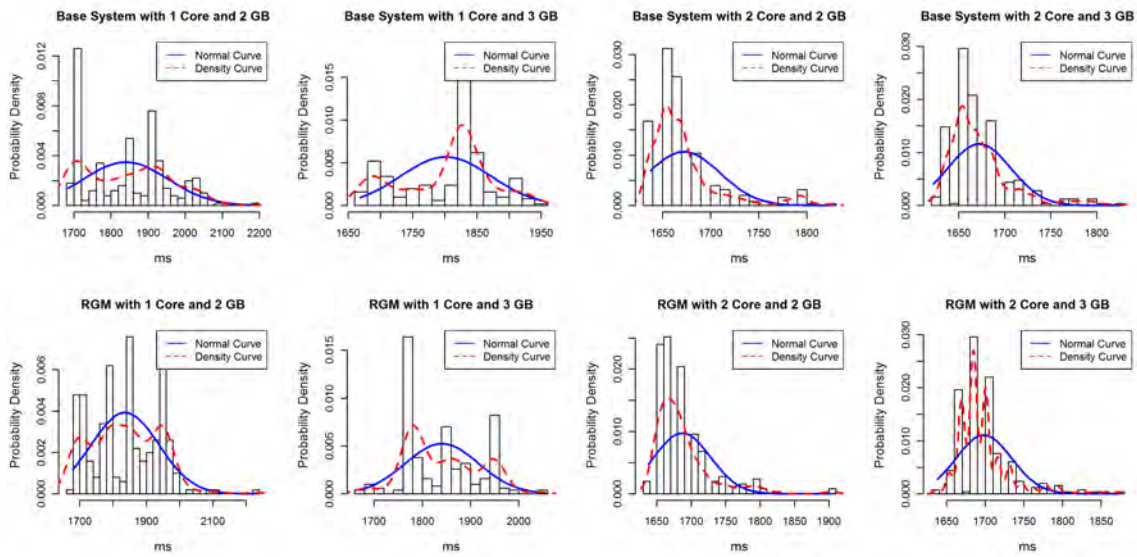 Base System with 1 Core and 2 GB
Probability Density
0.000 0.004 0.008 0.012
Normal Curve
Density Curve
1700 1800 1900 2000 2100 2200
ms
Base System with 1 Core and 3 GB
Probability Density
0.000 0.005 0.010 0.015
Normal Curve
Density Curve
1650 1750 1850 1950
ms
Base System with 2 Core and 2 GB
Probability Density
0.000 0.010 0.020 0.030
Normal Curve
Density Curve
1650 1700 1750 1800
ms
Base System with 2 Core and 3 GB
Probability Density
0.000 0.010 0.020 0.030
Normal Curve
Density Curve
1650 1700 1750 1800
ms
RGM with 1 Core and 2 GB
Probability Density
0.000 0.002 0.004 0.006
Normal Curve
Density Curve
1700 1900 2100
ms
RGM with 1 Core and 3 GB
Probability Density
0.000 0.005 0.010 0.015
Normal Curve
Density Curve
1700 1800 1900 2000
ms
RGM with 2 Core and 2 GB
Probability Density
0.000 0.010 0.020
Normal Curve
Density Curve
1650 1700 1750 1800 1850 1900
ms
RGM with 2 Core and 3 GB
Probability Density
0.000 0.010 0.020 0.030
Normal Curve
Density Curve
1650 1700 1750 1800 1850
ms